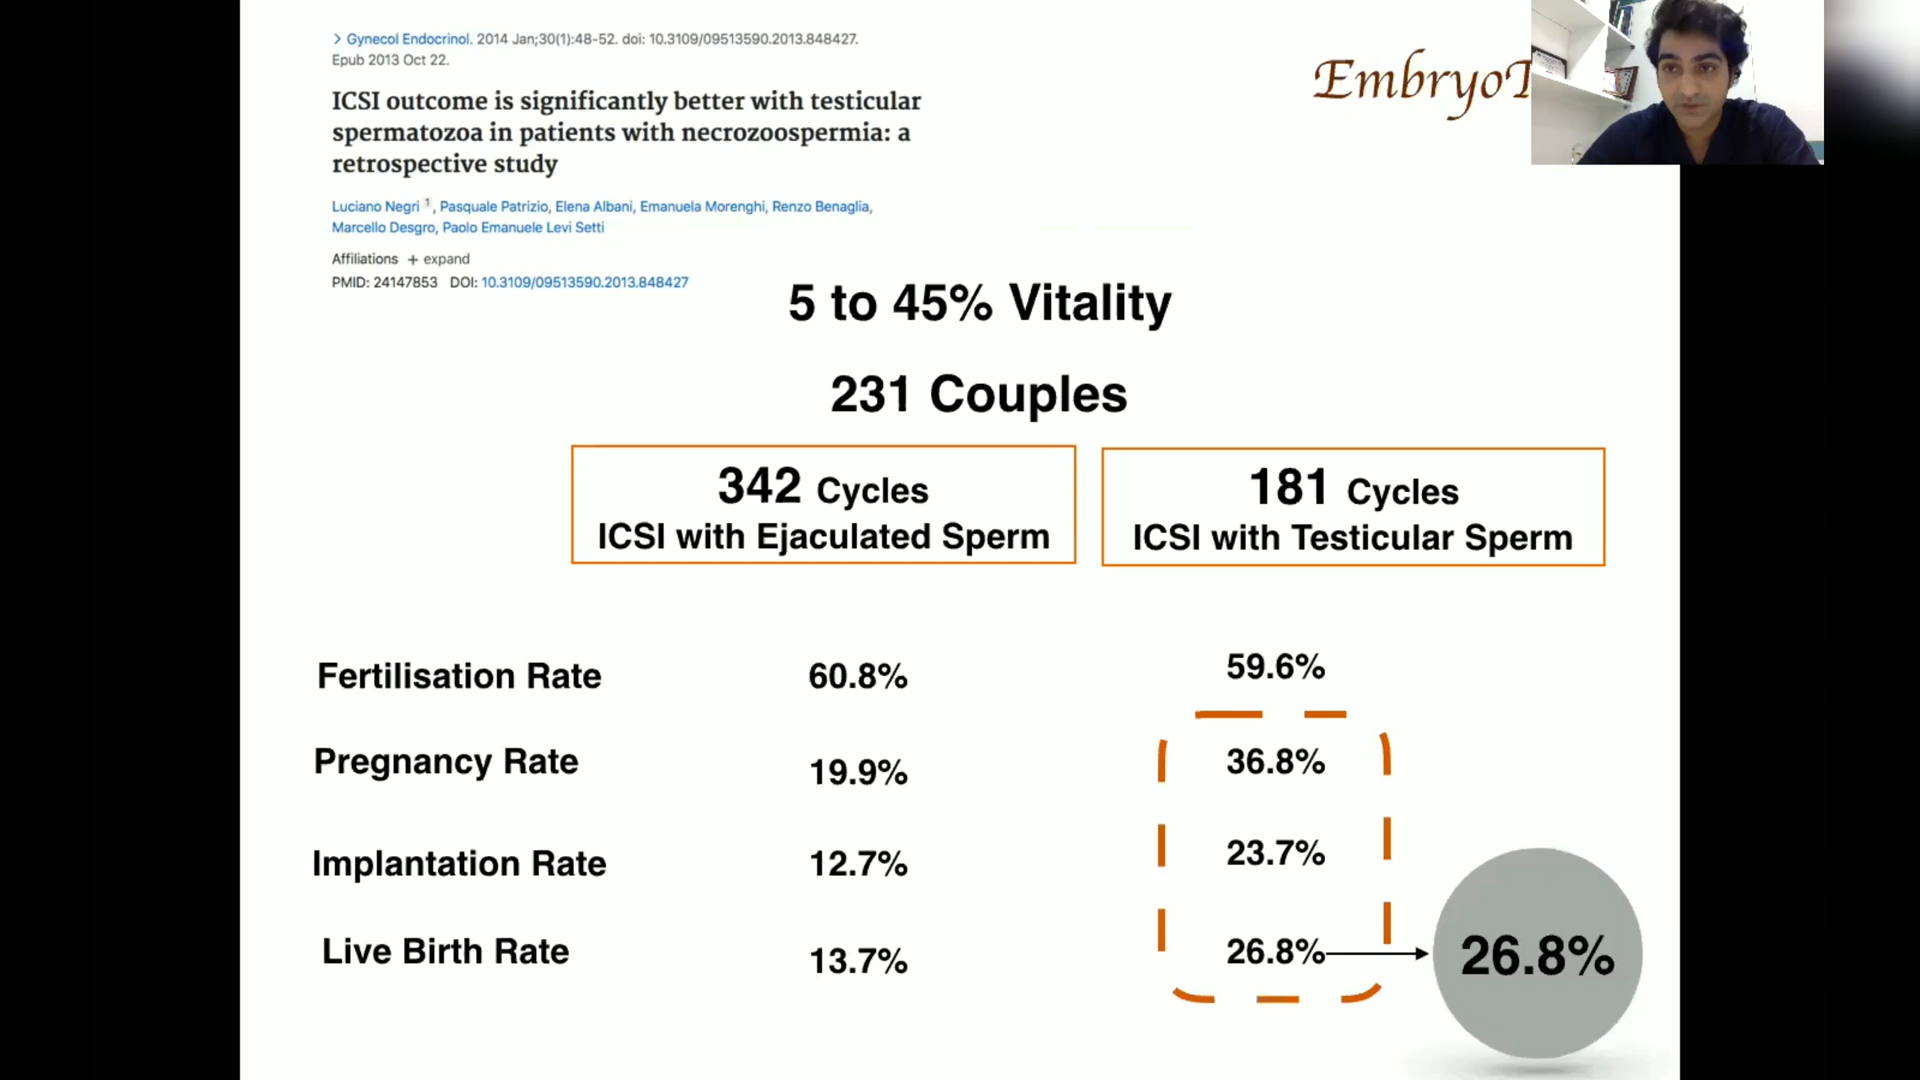 > Gynecol Endocrinol. 2014 Jan;30(1):48-52. doi: 10.3109/09513590.2013.848427.
Epub 2013 Oct 22.
ICSI outcome is significantly better with testicular
spermatozoa in patients with necrozoospermia: a
retrospective study
Luciano Negri 1, Pasquale Patrizio, Elena Albani, Emanuela Morenghi, Renzo Benaglia,
Marcello Desgro, Paolo Emanuele Levi Setti
Affiliations + expand
PMID: 24147853 DOI: 10.3109/09513590.2013.848427
EmbryoT
5 to 45% Vitality
231 Couples
342 Cycles
ICSI with Ejaculated Sperm
181 Cycles
ICSI with Testicular Sperm
Fertilisation Rate 60.8% 59.6%
Pregnancy Rate 19.9% 36.8%
Implantation Rate 12.7% 23.7%
Live Birth Rate 13.7% 26.8% 26.8%